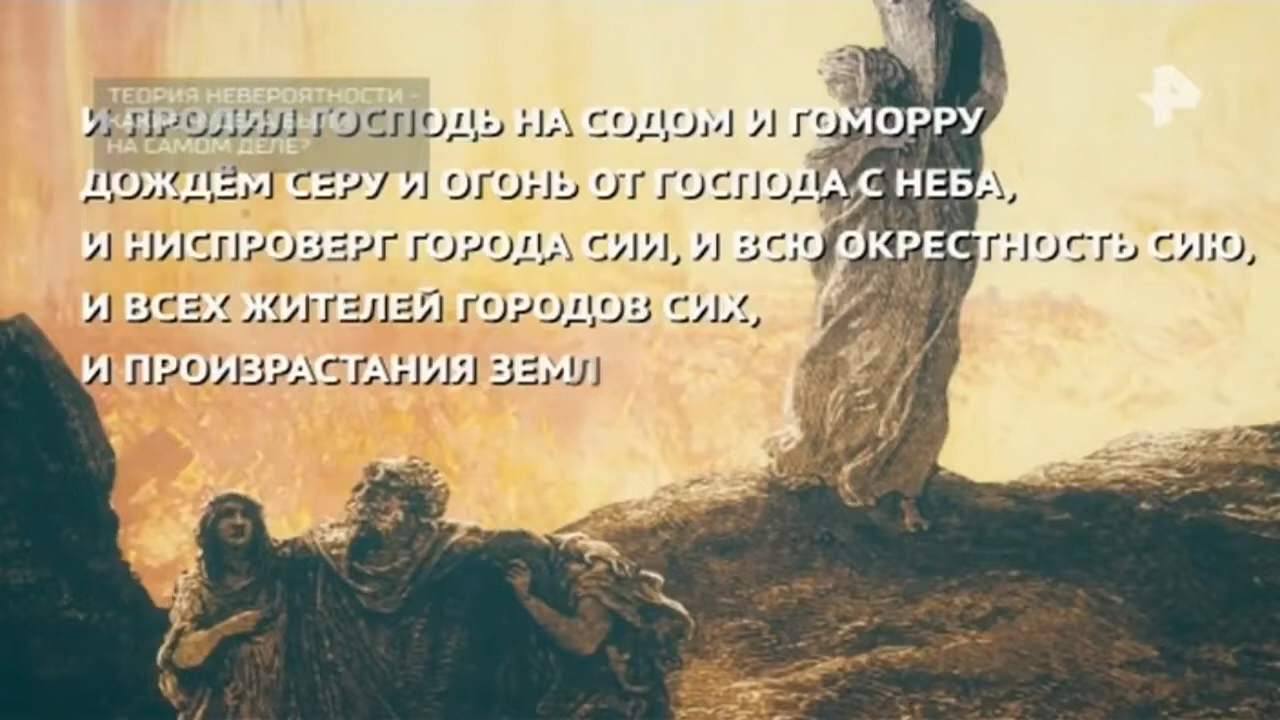 ТЕОРИЯ НЕВЕРОЯТНОСТИ -
НА САМОМ ДЕЛЕ?
И ПРОЛИЛ ГОСПОДЬ НА СОДОМ И ГОМОРРУ
ДОЖДЁМ СЕРУ И ОГОНЬ ОТ ГОСПОДА С НЕБА,
И НИСПРОВЕРГ ГОРОДА СИИ, И ВСЮ ОКРЕСТНОСТЬ СИЮ,
И ВСЕХ ЖИТЕЛЕЙ ГОРОДОВ СИХ,
И ПРОИЗРАСТАНИЯ ЗЕМЛ